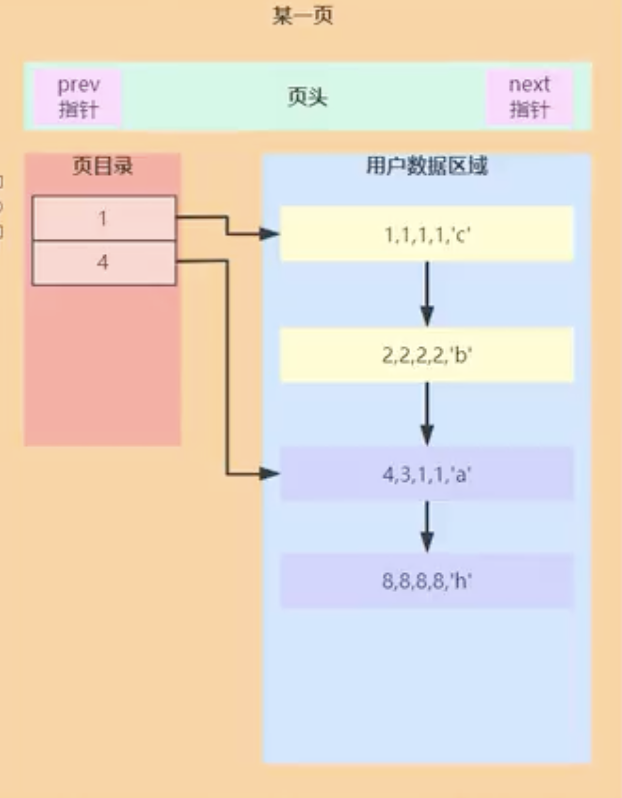 某一页
prev
指针
页头
next
指针
页目录
1
4
用户数据区域
1,1,1,1,'c'
2,2,2,2,'b'
4,3,1,1,'a'
8,8,8,8,'h'